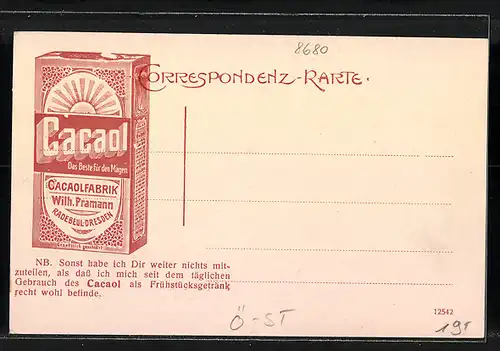 8680
CORRESPONDENZ-KARTE.
Cacaol
Das Beste für den Magen
CACAOLFABRIK
Wilh. Pramann
RADEBEUL-DRESDEN
NB. Sonst habe ich Dir weiter nichts mit-
zuteilen, als daß ich mich seit dem täglichen
Gebrauch des Cacaol als Frühstücksgetränk
recht wohl befinde.
12542
Ö-ST